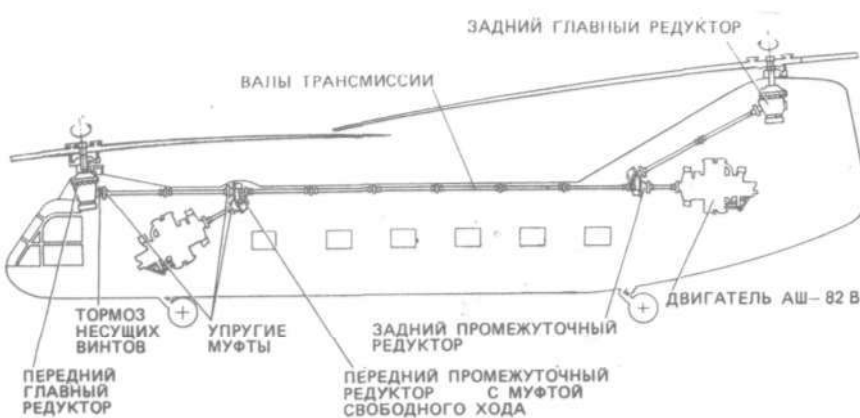 ЗАДНИЙ ГЛАВНЫЙ РЕДУКТОР
ВАЛЫ ТРАНСМИССИИ
ДВИГАТЕЛЬ АШ–82 В
ТОРМОЗ
НЕСУЩИХ
ВИНТОВ
УПРУГИЕ
МУФТЫ
ЗАДНИЙ ПРОМЕЖУТОЧНЫЙ
РЕДУКТОР
ПЕРЕДНИЙ
ГЛАВНЫЙ
РЕДУКТОР
ПЕРЕДНИЙ ПРОМЕЖУТОЧНЫЙ
РЕДУКТОР С МУФТОЙ
СВОБОДНОГО ХОДА